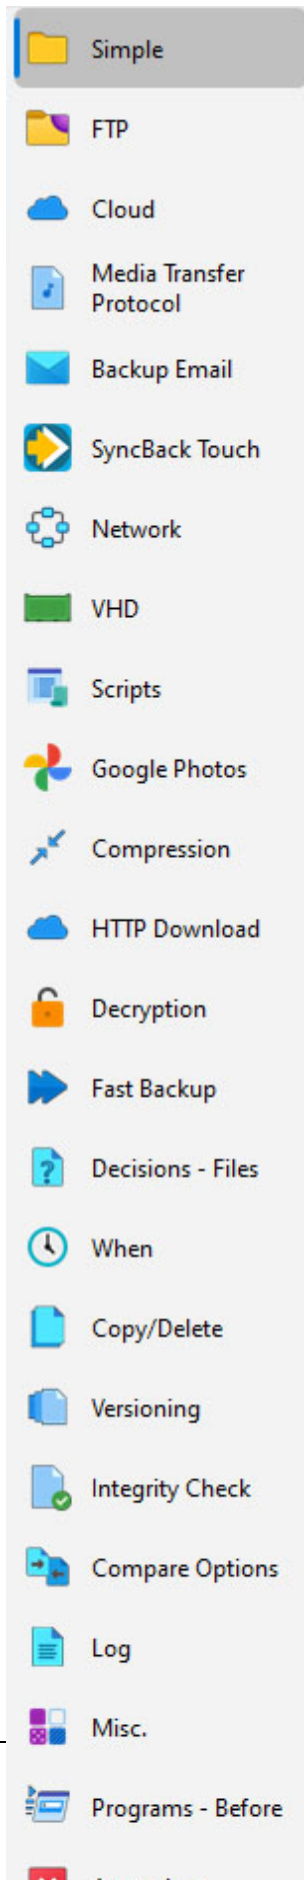 Simple
FTP
Cloud
Media Transfer
Protocol
Backup Email
SyncBack Touch
Network
VHD
Scripts
Google Photos
Compression
HTTP Download
Decryption
Fast Backup
Decisions - Files
When
Copy/Delete
Versioning
Integrity Check
Compare Options
Log
Misc.
Programs - Before